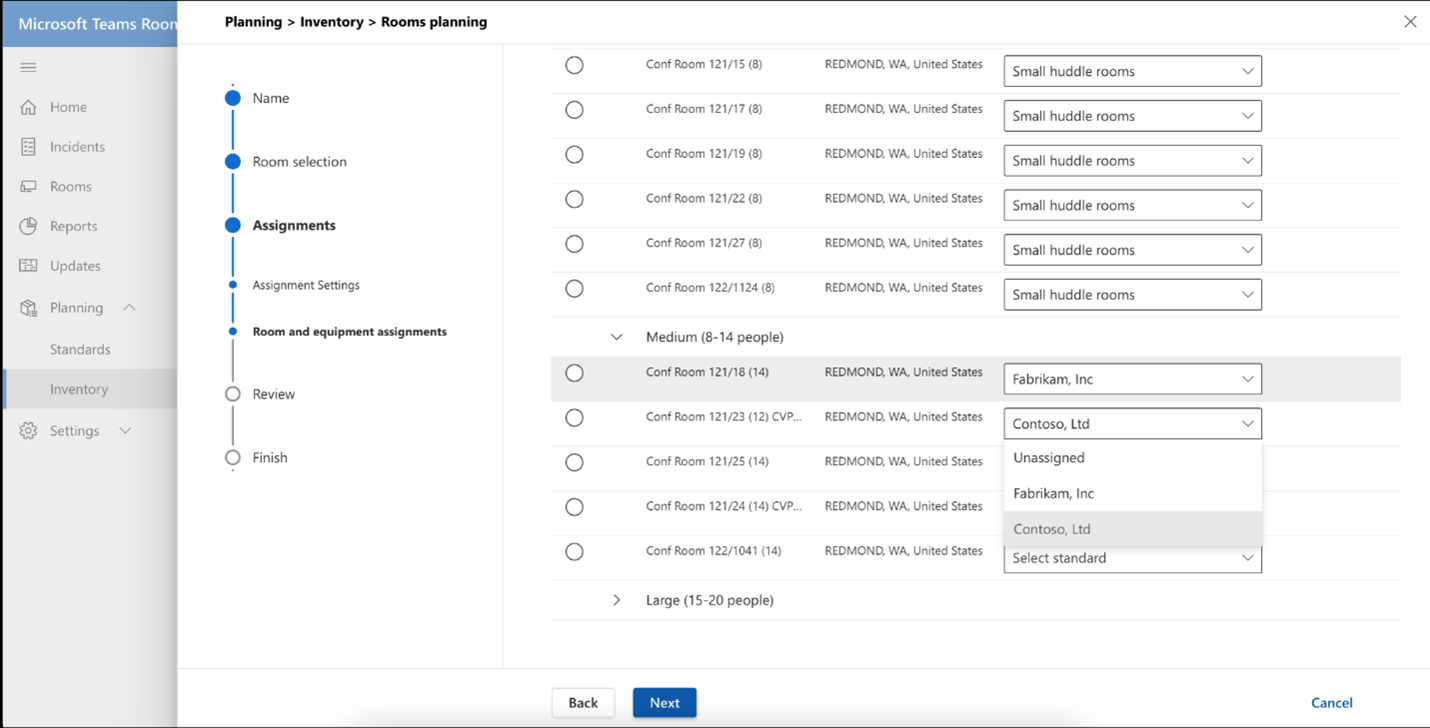 Microsoft Teams Room
Planning > Inventory > Rooms planning
Home
Incidents
Rooms
Reports
Updates
Planning
Standards
Inventory
Settings
Name
Room selection
Assignments
Assignment Settings
Room and equipment assignments
Review
Finish
Conf Room 121/15 (8) REDMOND, WA, United States Small huddle rooms
Conf Room 121/17 (8) REDMOND, WA, United States Small huddle rooms
Conf Room 121/19 (8) REDMOND, WA, United States Small huddle rooms
Conf Room 121/22 (8) REDMOND, WA, United States Small huddle rooms
Conf Room 121/27 (8) REDMOND, WA, United States Small huddle rooms
Conf Room 122/1124 (8) REDMOND, WA, United States Small huddle rooms
Medium (8-14 people)
Conf Room 121/18 (14) REDMOND, WA, United States Fabrikam, Inc
Conf Room 121/23 (12) CVP... REDMOND, WA, United States Contoso, Ltd
Unassigned
Conf Room 121/25 (14) REDMOND, WA, United States
Fabrikam, Inc
Conf Room 121/24 (14) CVP... REDMOND, WA, United States
Contoso, Ltd
Conf Room 122/1041 (14) REDMOND, WA, United States Select standard
Large (15-20 people)
Back Next Cancel